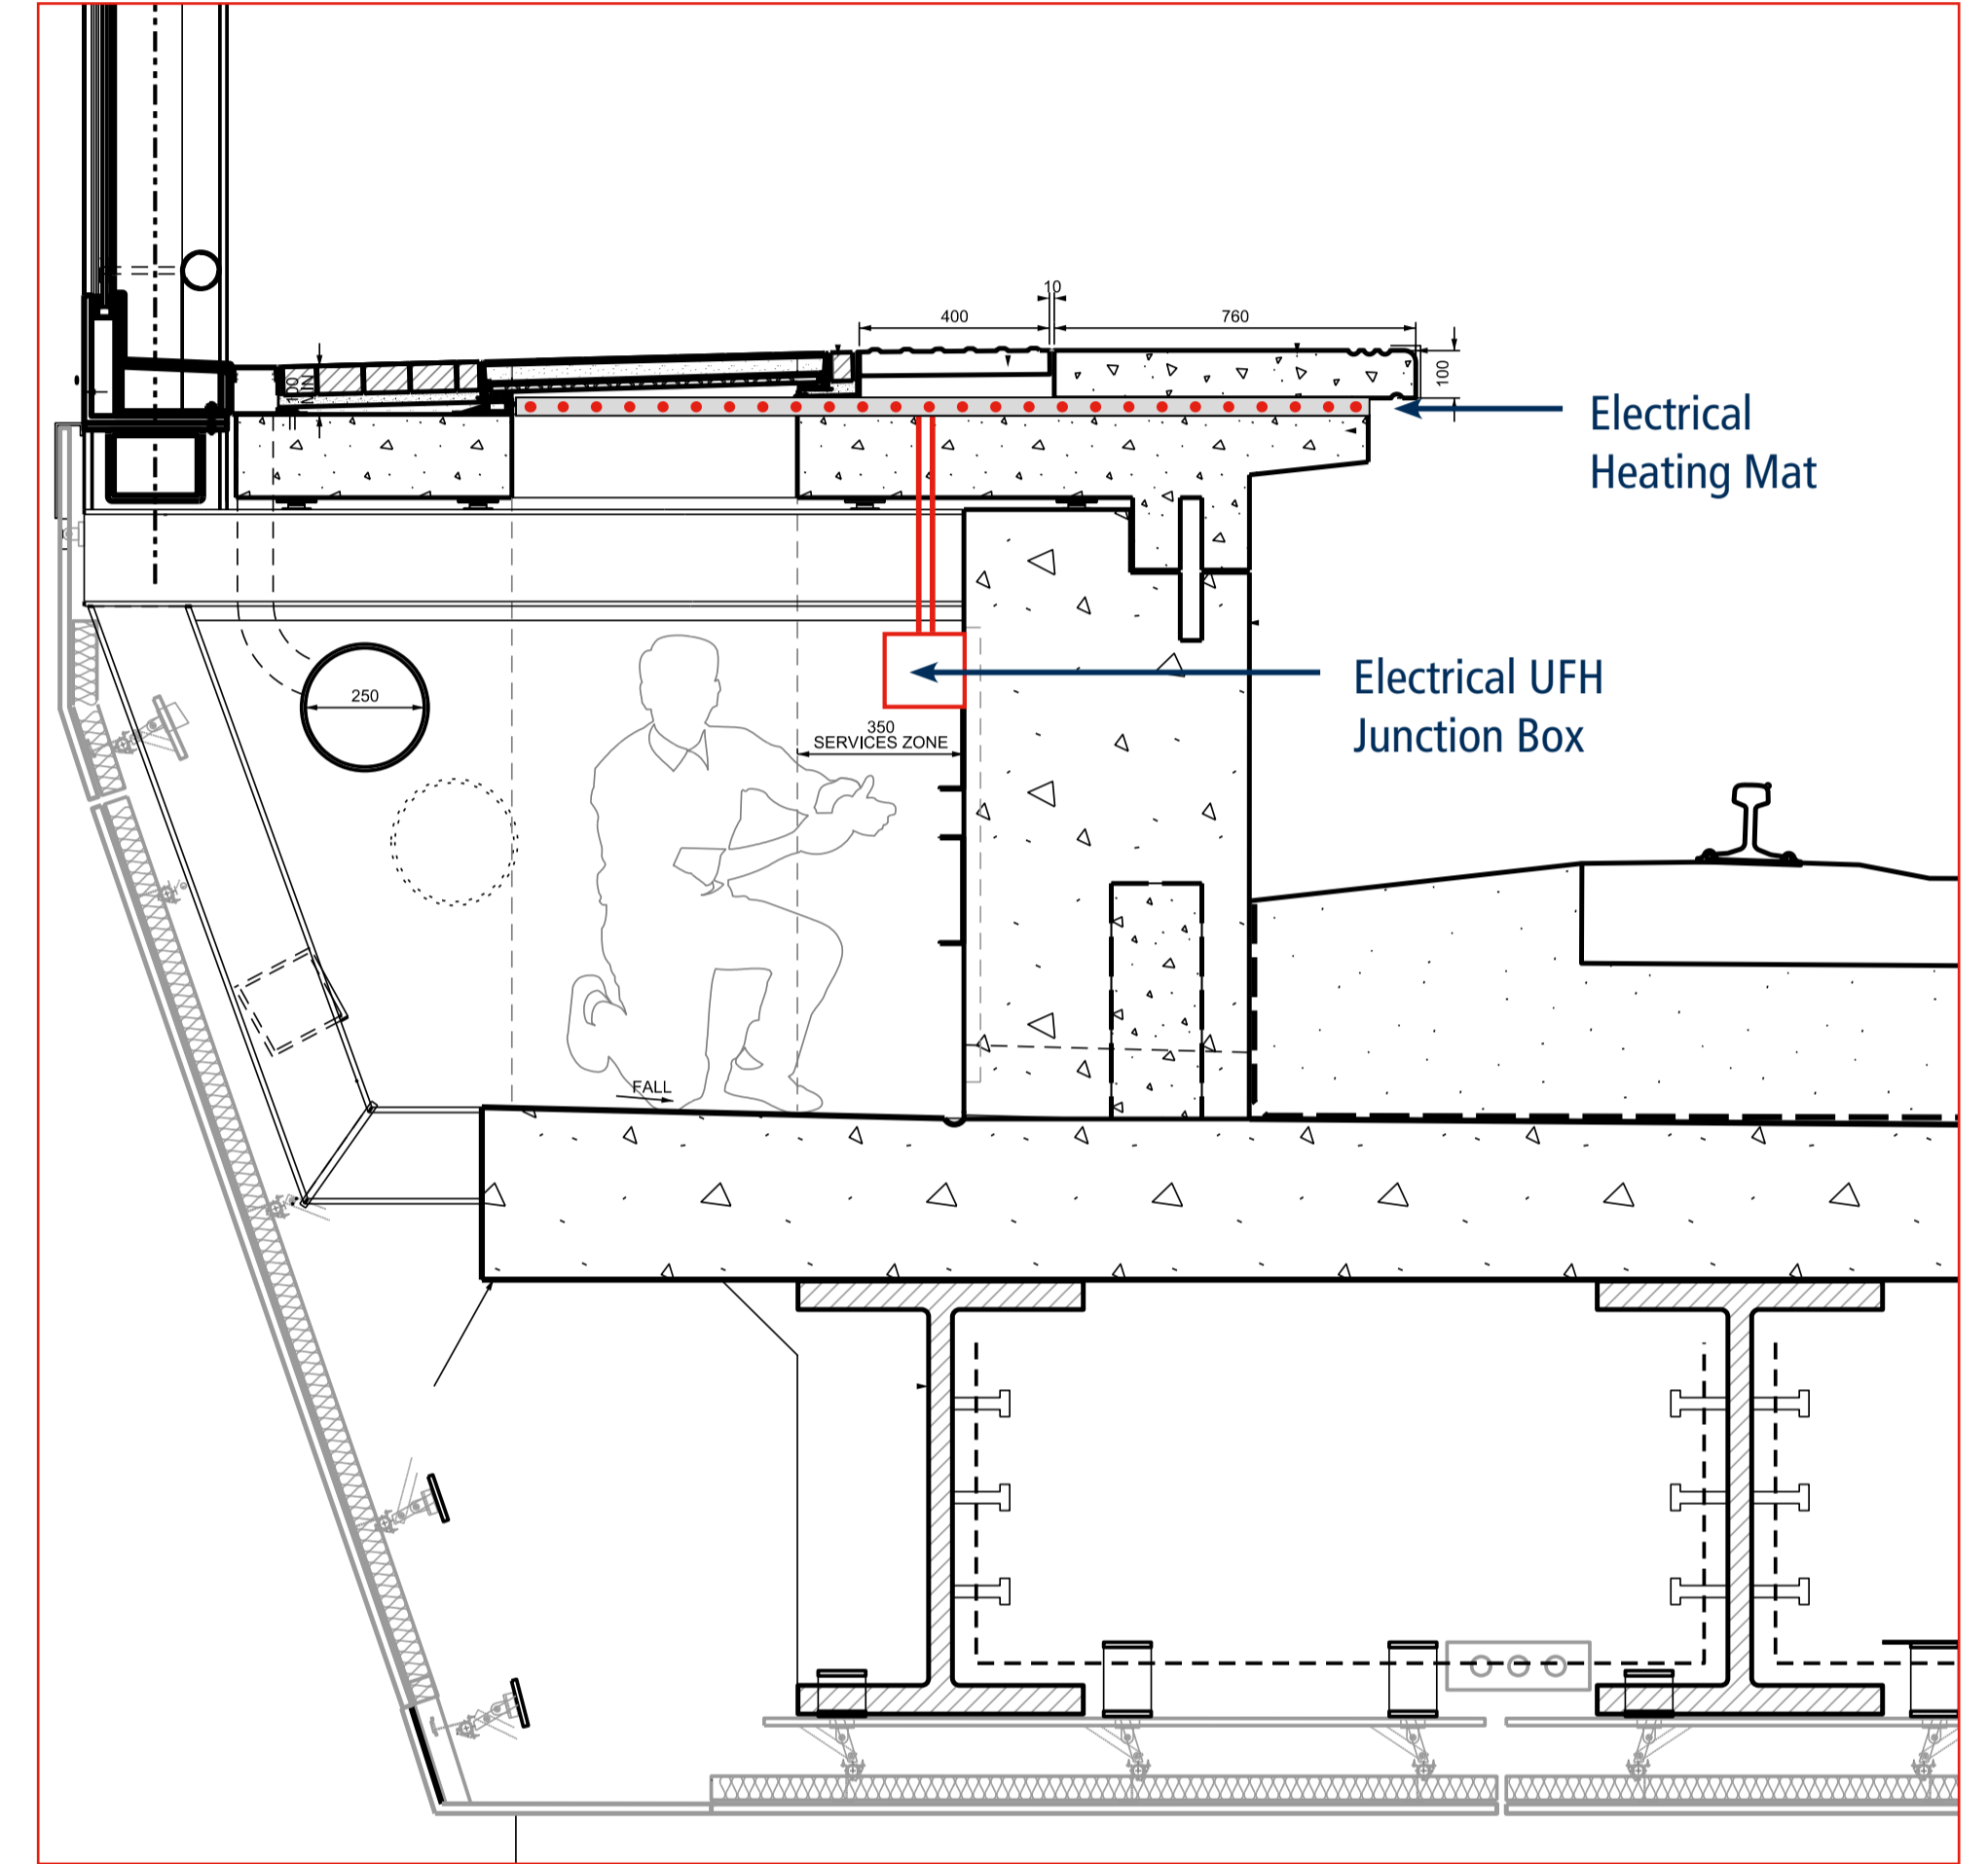 10
400
760
100
100
MIN
Electrical
Heating Mat
Electrical UFH
Junction Box
250
350
SERVICES ZONE
FALL